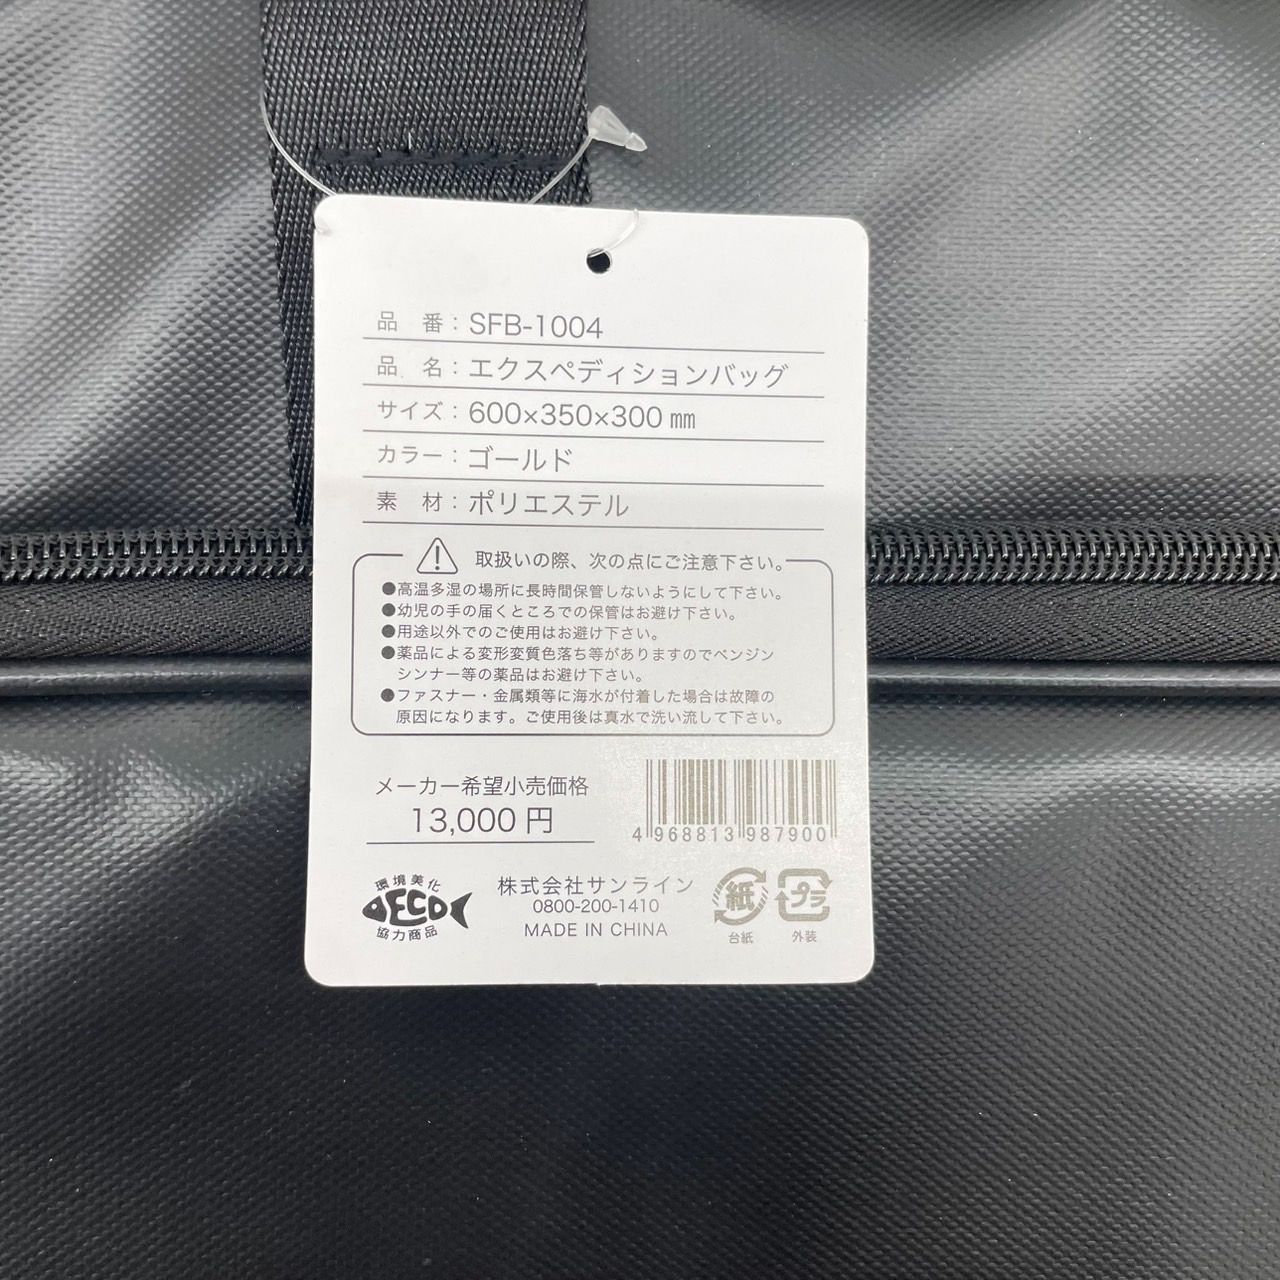 品 番：SFB-1004
品 名：エクスペディションバッグ
サイズ：600×350×300㎜
カラー：ゴールド
素 材：ポリエステル
取扱いの際、次の点にご注意下さい。
●高温多湿の場所に長時間保管しないようにして下さい。
●幼児の手の届くところでの保管はお避け下さい。
●用途以外でのご使用はお避け下さい。
●薬品による変形変質色落ち等がありますのでベンジン
シンナー等の薬品はお避け下さい。
●ファスナー・金属類等に海水が付着した場合は故障の
原因になります。ご使用後は真水で洗い流して下さい。
メーカー希望小売価格
13,000円
4 968813 987900
環境美化
ECO
協力商品
株式会社サンライン
0800-200-1410
MADE IN CHINA
紙
台紙
プラ
外装